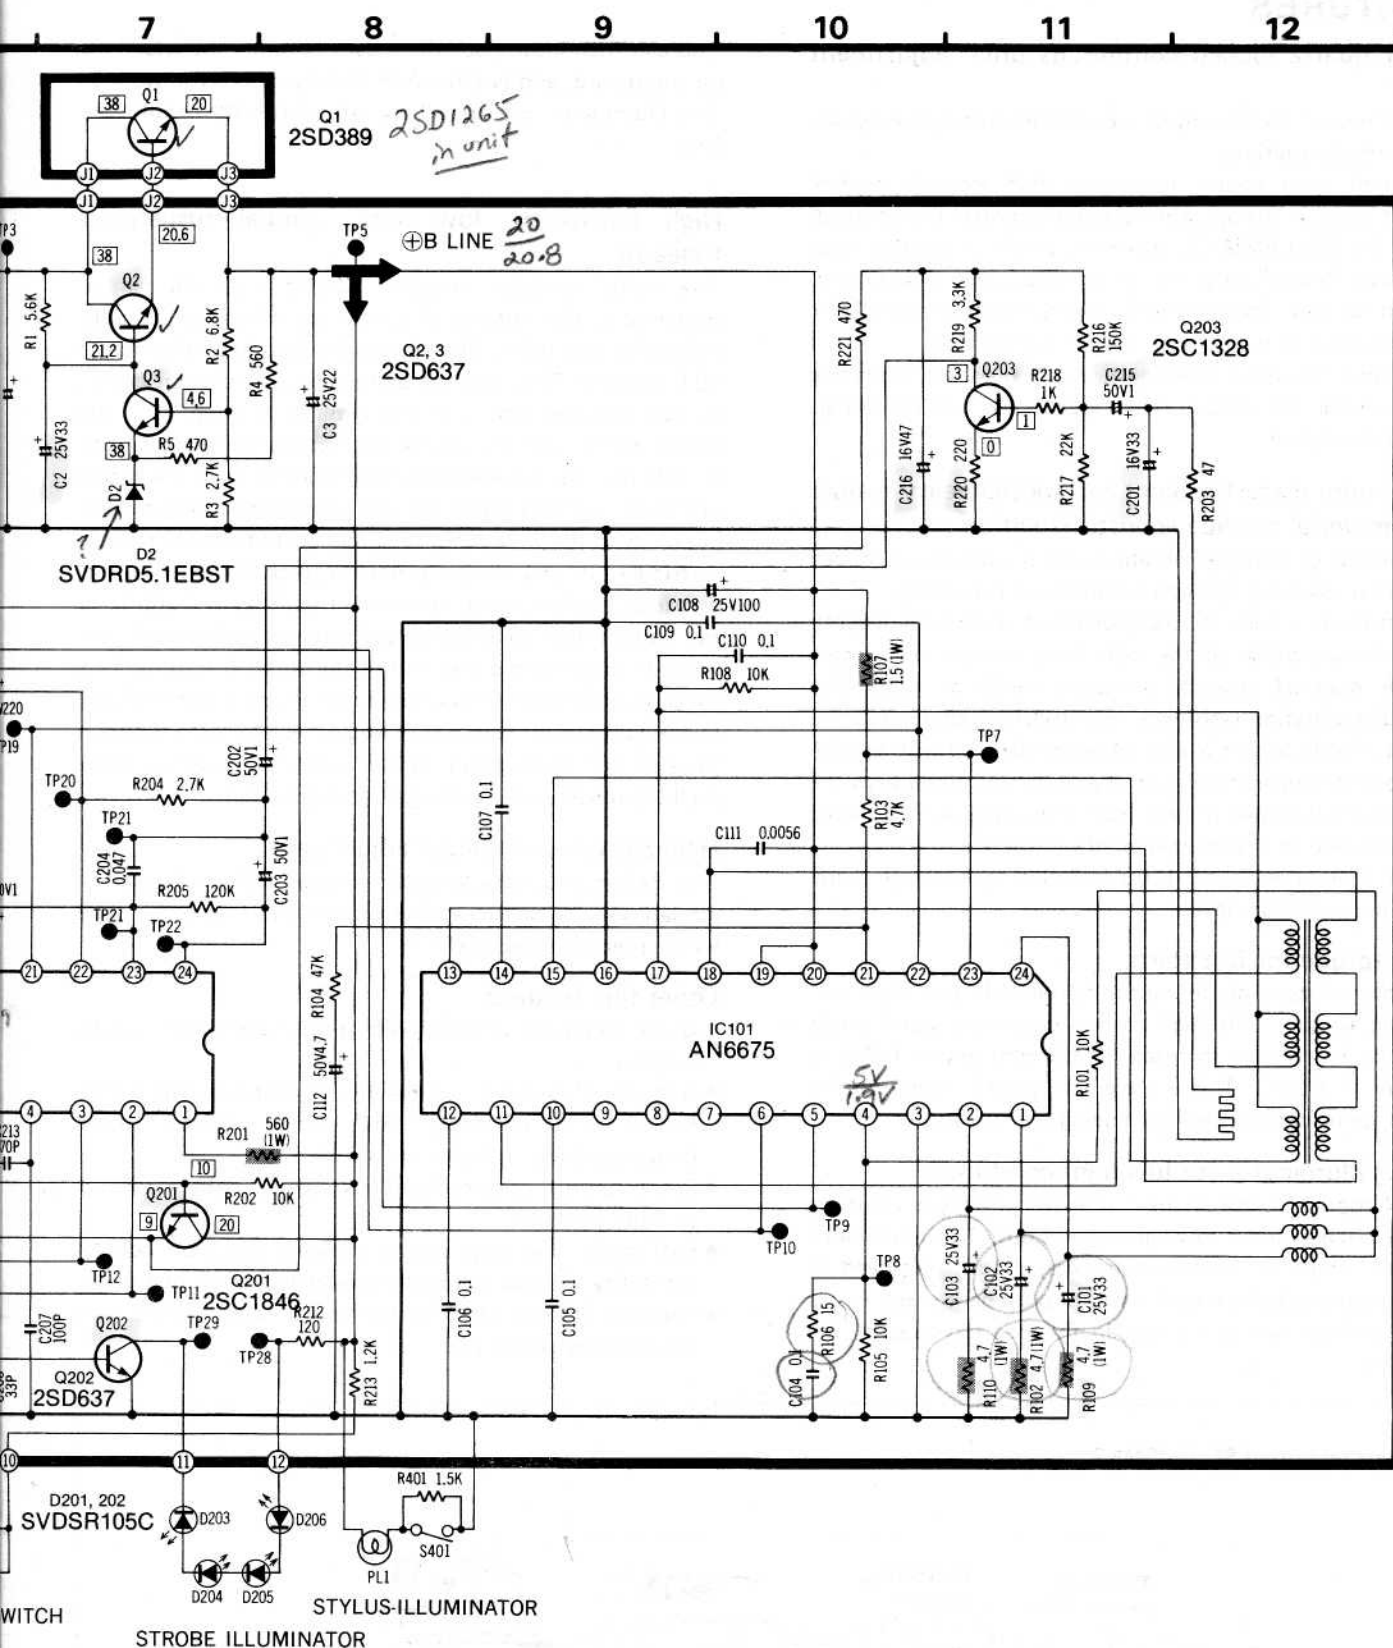 7 8 9 10 11 12
Q1
38
20
Q1
2SD389
2SD1265
in unit
J1 J2 J3
J1 J2 J3
TP3
38
20.6
TP5
⊕B LINE 20
20.8
Q2
R1 5.6K
21.2
R2 6.8K
R4 560
Q3
4.6
C3 25V22
Q2, 3
2SD637
C2 25V33
38
R5 470
R3 2.7K
D2
?
D2
SVDRD5.1EBST
R221 470
R219 3.3K
R216 150K
Q203
2SC1328
3
Q203
R218
1K
C215
50V1
1
0
C216 16V47
R220 220
R217 22K
C201 16V33
R203 47
C108 25V100
C109 0.1
C110 0.1
R108 10K
R107
1.5 (1W)
V220
TP19
TP7
C202
50V1
TP20
R204 2.7K
TP21
C107 0.1
R103
4.7K
C111 0.0056
C204
0.047
C203 50V1
0V1
R205 120K
TP21
TP22
21 22 23 24
R104 47K
13 14 15 16 17 18 19 20 21 22 23 24
IC101
AN6675
C112 50V4.7
5V
1.9V
R101 10K
4 3 2 1
12 11 10 9 8 7 6 5 4 3 2 1
C213
70P
R201
560
(1W)
10
R202 10K
Q201
9
20
TP9
TP10
TP12
TP11
Q201
2SC1846
TP8
C103 25V33
C102
25V33
C101
25V33
C207
100P
Q202
TP29
TP28
R212
120
R213 1.2K
C106 0.1
C105 0.1
R106 15
C104 0.1
R105 10K
R110
4.7
(1W)
R102 4.7 (1W)
R109
4.7
(1W)
33P
Q202
2SD637
10 11 12
D201, 202
SVDSR105C
D203
D206
R401 1.5K
S401
PL1
D204
D205
STYLUS-ILLUMINATOR
WITCH
STROBE ILLUMINATOR